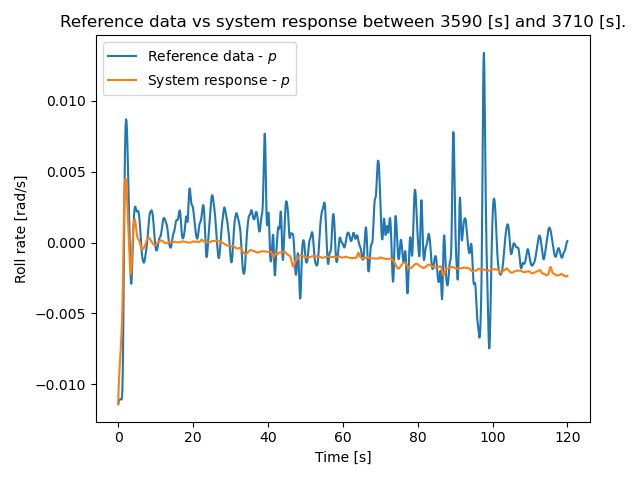 Reference data vs system response between 3590 [s] and 3710 [s].
Reference data - p
System response - p
0.010
0.005
0.000
−0.005
−0.010
Roll rate [rad/s]
0 20 40 60 80 100 120
Time [s]